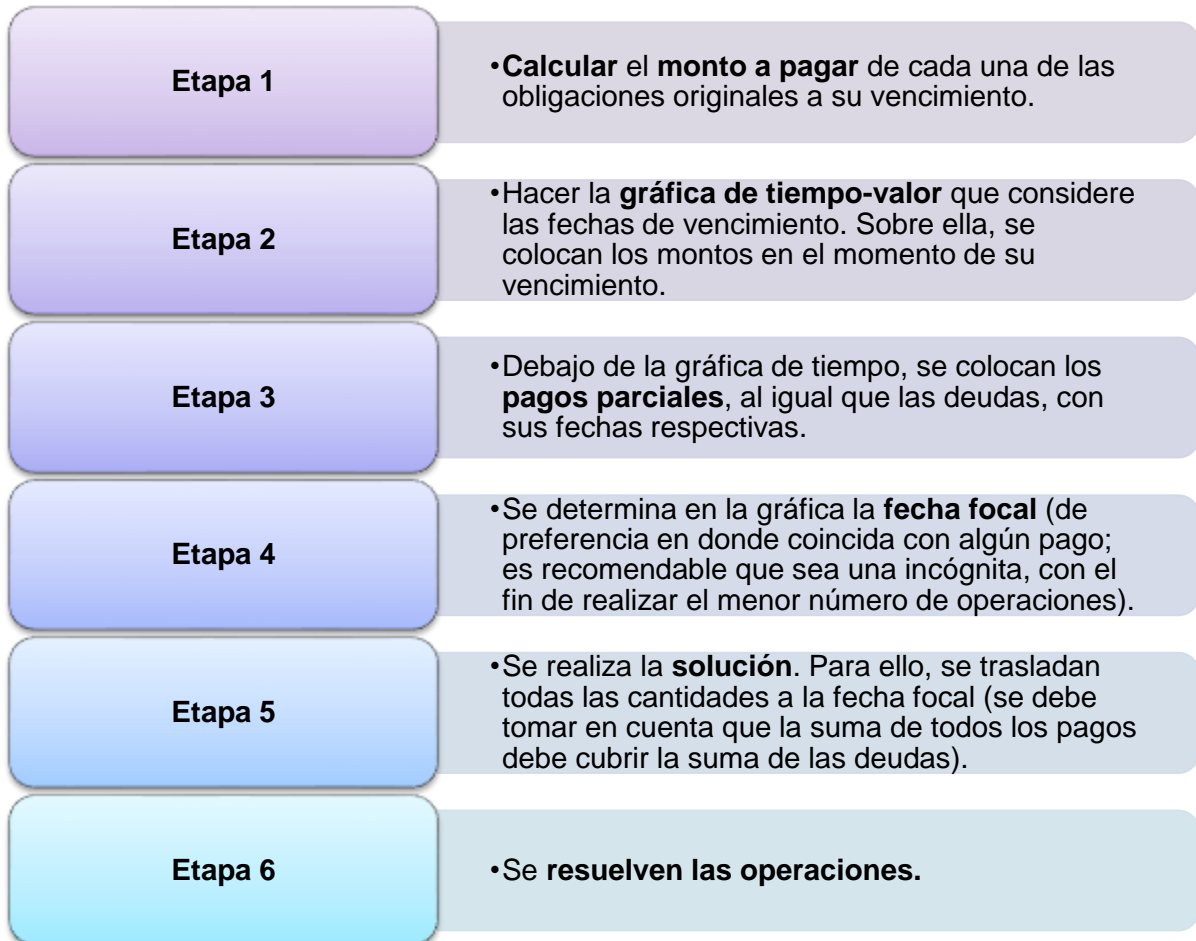 Etapa 1
•Calcular el monto a pagar de cada una de las
obligaciones originales a su vencimiento.
Etapa 2
•Hacer la gráfica de tiempo-valor que considere
las fechas de vencimiento. Sobre ella, se
colocan los montos en el momento de su
vencimiento.
Etapa 3
•Debajo de la gráfica de tiempo, se colocan los
pagos parciales, al igual que las deudas, con
sus fechas respectivas.
Etapa 4
•Se determina en la gráfica la fecha focal (de
preferencia en donde coincida con algún pago;
es recomendable que sea una incógnita, con el
fin de realizar el menor número de operaciones).
Etapa 5
•Se realiza la solución. Para ello, se trasladan
todas las cantidades a la fecha focal (se debe
tomar en cuenta que la suma de todos los pagos
debe cubrir la suma de las deudas).
Etapa 6
•Se resuelven las operaciones.